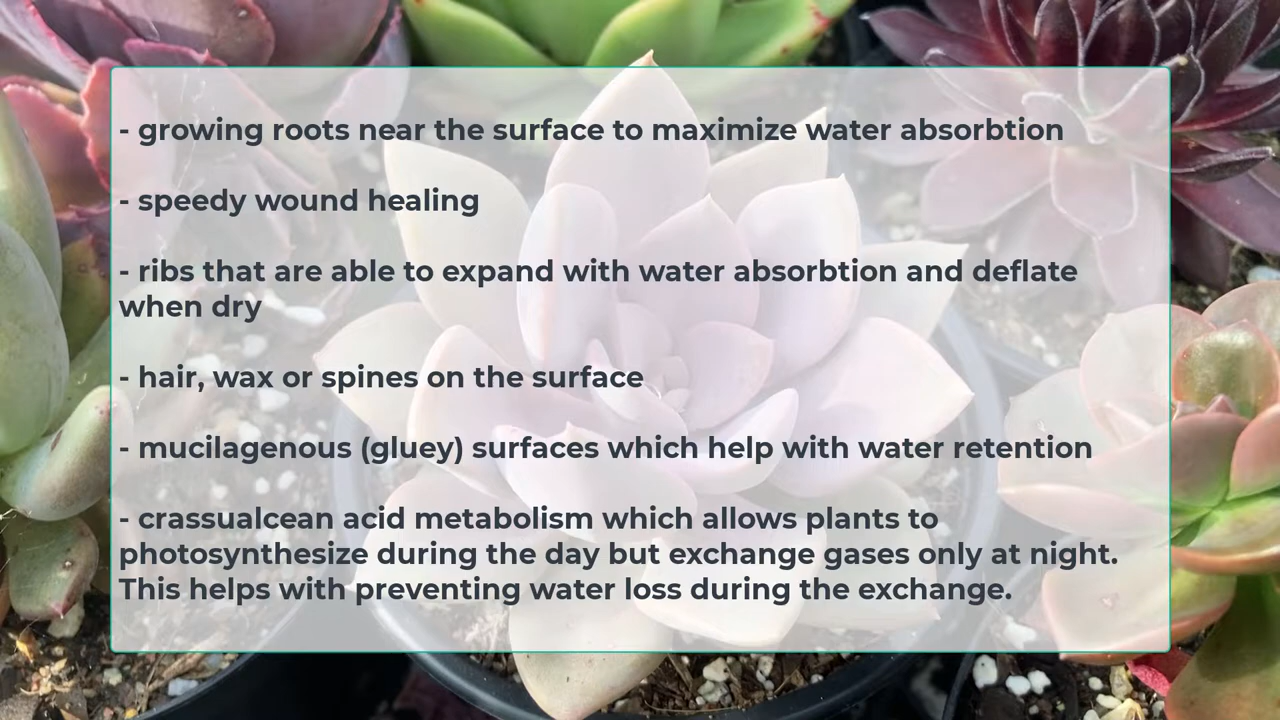 - growing roots near the surface to maximize water absorbtion
- speedy wound healing
- ribs that are able to expand with water absorbtion and deflate
when dry
- hair, wax or spines on the surface
- mucilagenous (gluey) surfaces which help with water retention
- crassualcean acid metabolism which allows plants to
photosynthesize during the day but exchange gases only at night.
This helps with preventing water loss during the exchange.